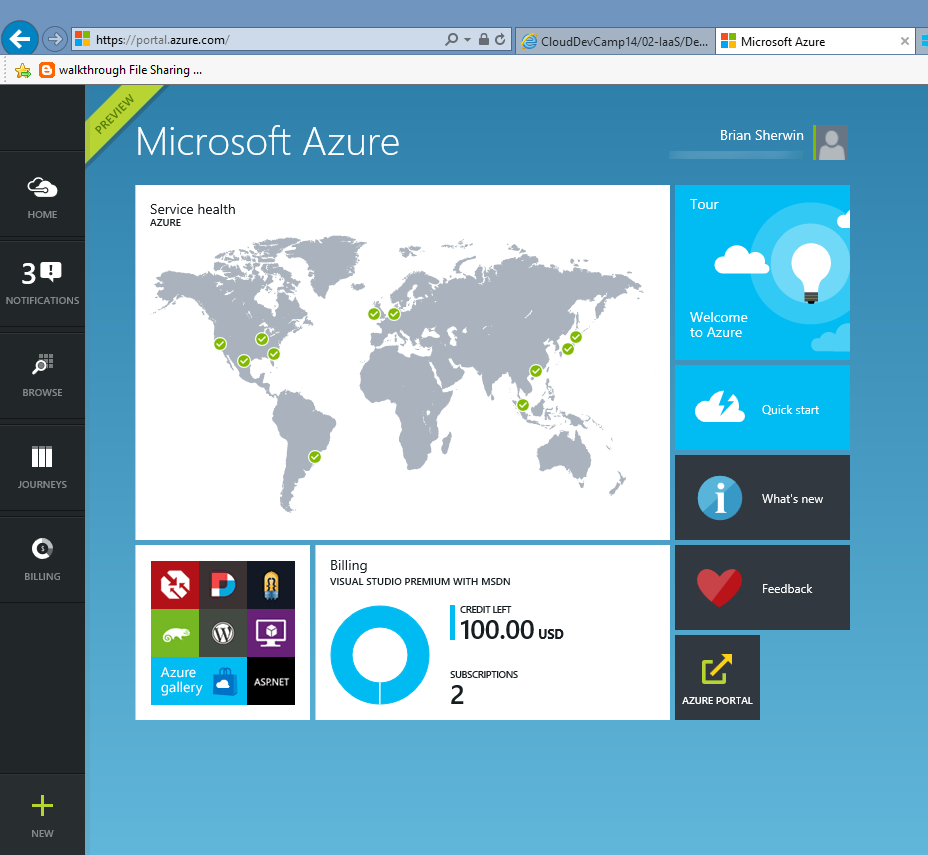 https://portal.azure.com/
CloudDevCamp14/02-IaaS/De...
Microsoft Azure
walkthrough File Sharing ...
PREVIEW
Microsoft Azure
Brian Sherwin
HOME
3
NOTIFICATIONS
BROWSE
JOURNEYS
BILLING
NEW
Service health
AZURE
Tour
Welcome
to Azure
Quick start
What's new
Feedback
AZURE PORTAL
Azure
gallery
ASP.NET
Billing
VISUAL STUDIO PREMIUM WITH MSDN
CREDIT LEFT
100.00 USD
SUBSCRIPTIONS
2